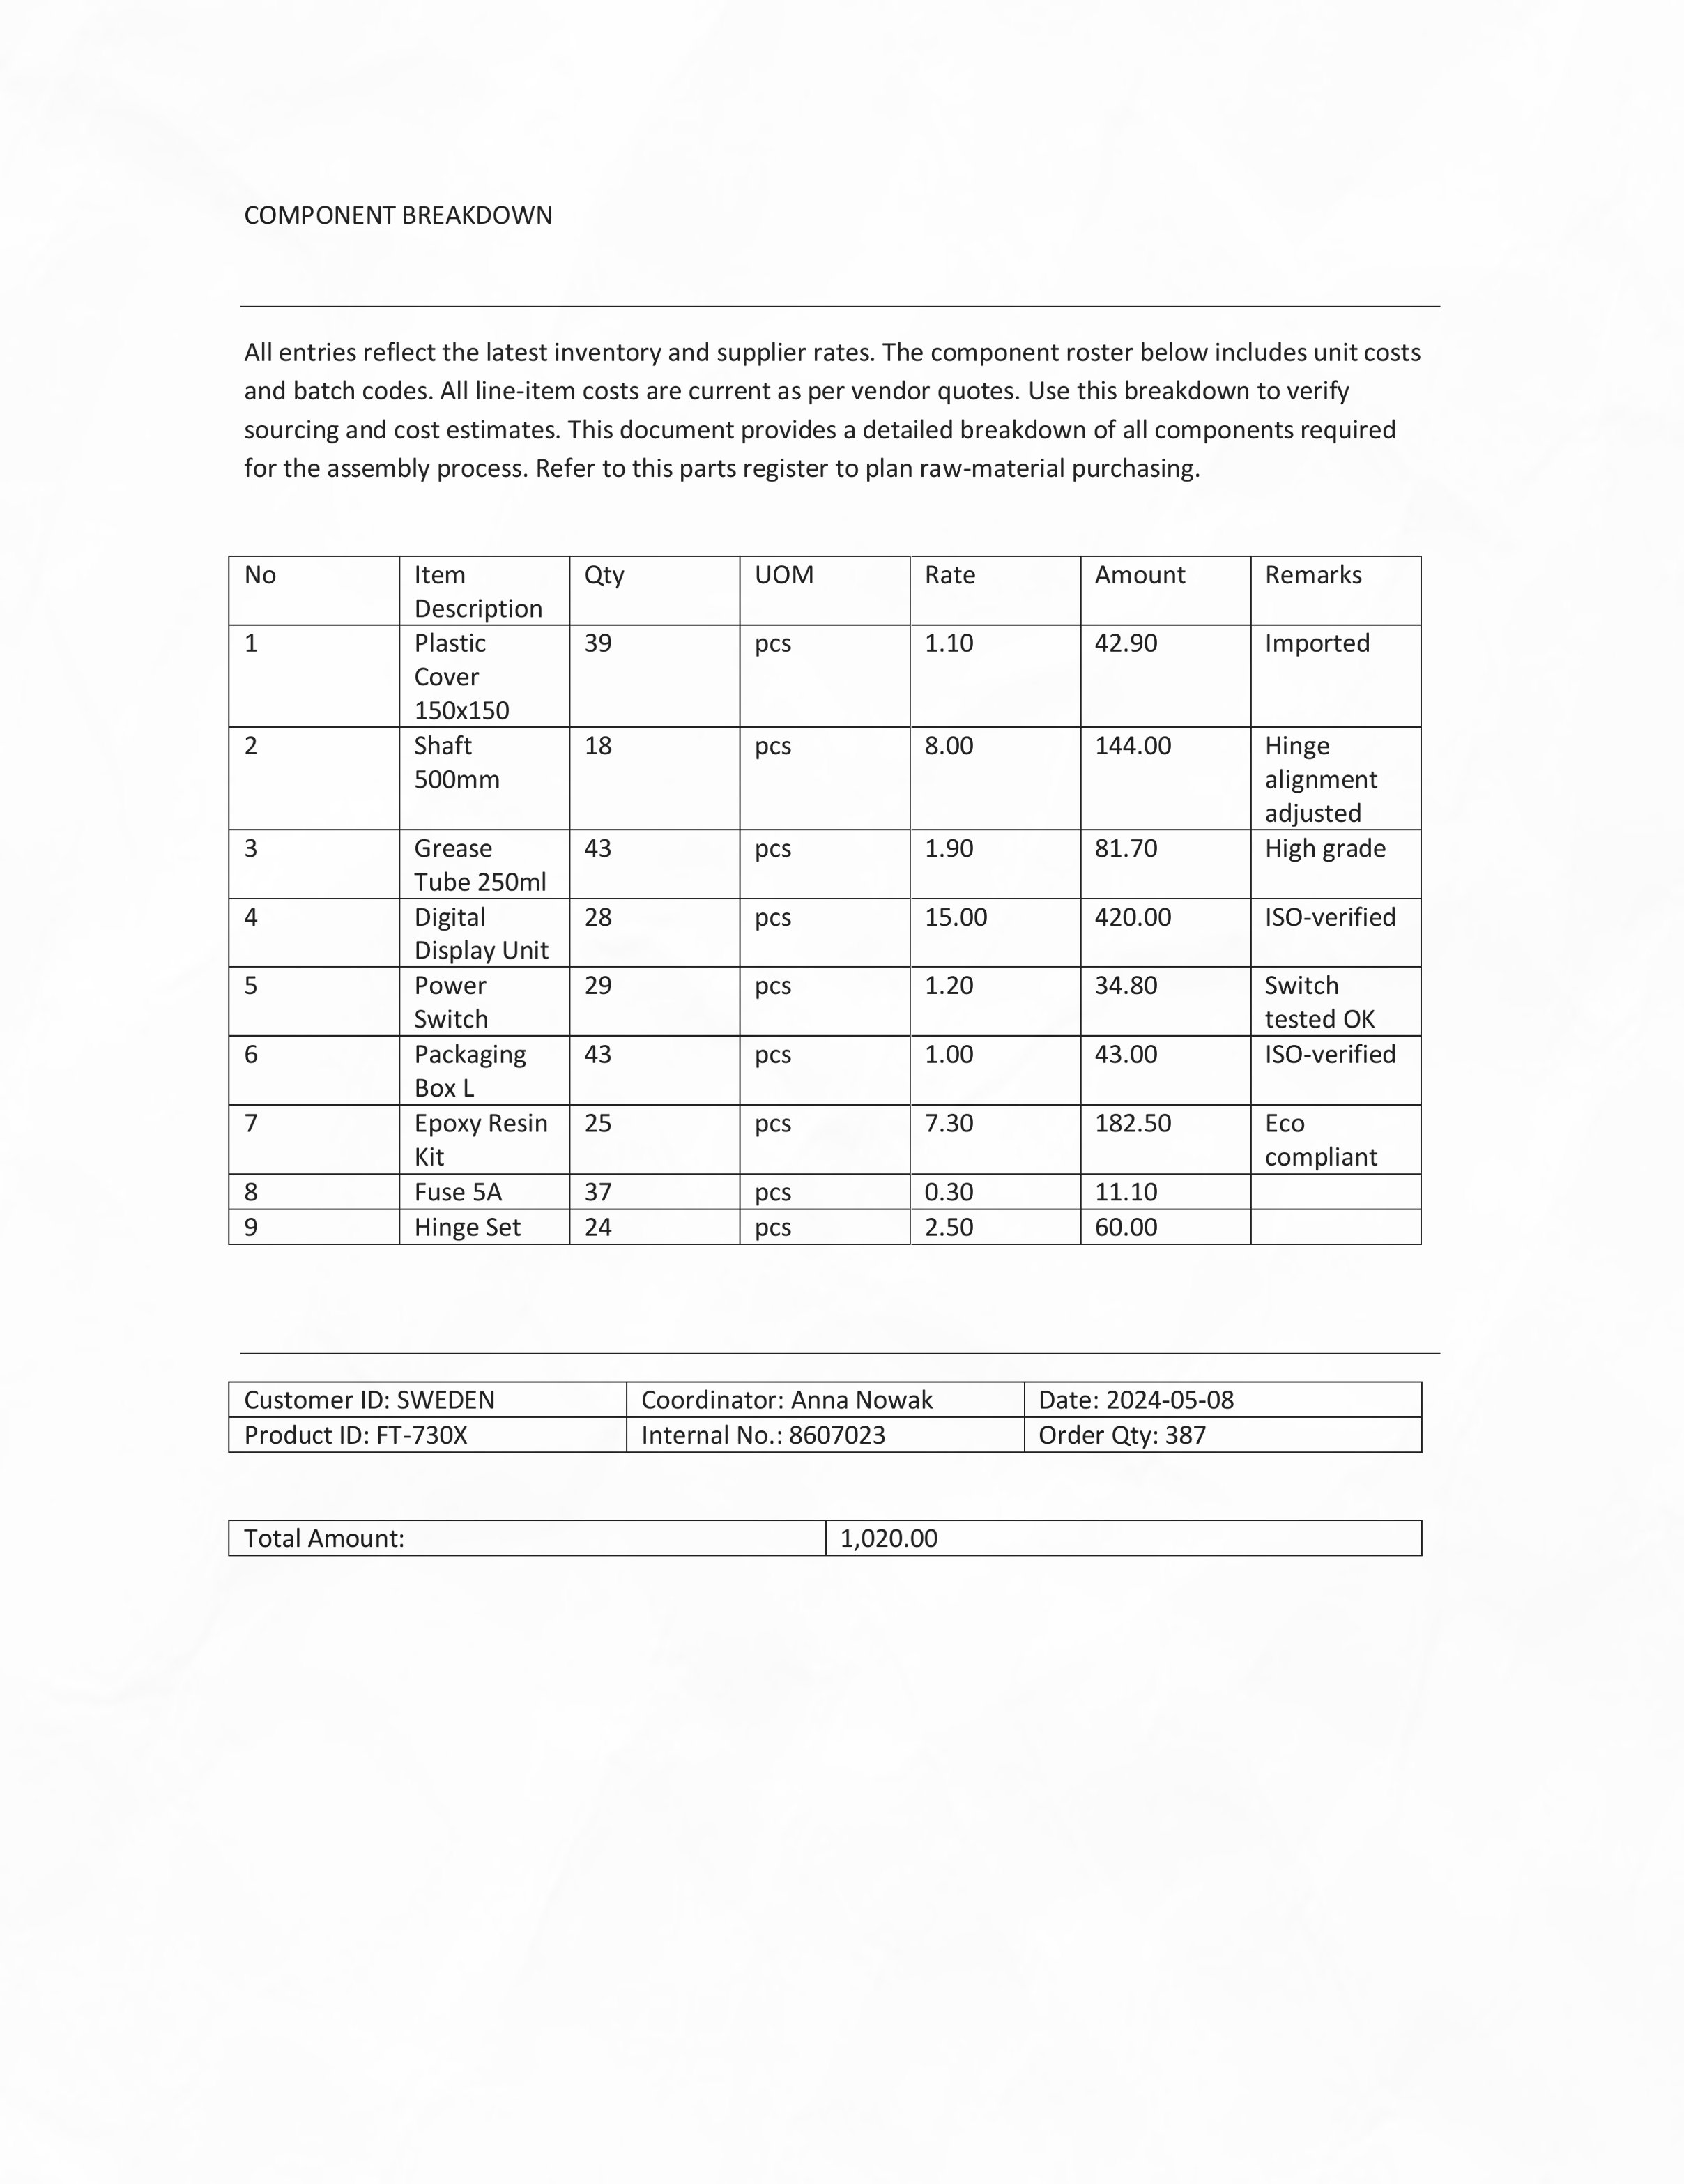 COMPONENT BREAKDOWN
All entries reflect the latest inventory and supplier rates. The component roster below includes unit costs
and batch codes. All line-item costs are current as per vendor quotes. Use this breakdown to verify
sourcing and cost estimates. This document provides a detailed breakdown of all components required
for the assembly process. Refer to this parts register to plan raw-material purchasing.
No Item Description Qty UOM Rate Amount Remarks
1 Plastic Cover 150x150 39 pcs 1.10 42.90 Imported
2 Shaft 500mm 18 pcs 8.00 144.00 Hinge alignment adjusted
3 Grease Tube 250ml 43 pcs 1.90 81.70 High grade
4 Digital Display Unit 28 pcs 15.00 420.00 ISO-verified
5 Power Switch 29 pcs 1.20 34.80 Switch tested OK
6 Packaging Box L 43 pcs 1.00 43.00 ISO-verified
7 Epoxy Resin Kit 25 pcs 7.30 182.50 Eco compliant
8 Fuse 5A 37 pcs 0.30 11.10
9 Hinge Set 24 pcs 2.50 60.00
Customer ID: SWEDEN Coordinator: Anna Nowak Date: 2024-05-08
Product ID: FT-730X Internal No.: 8607023 Order Qty: 387
Total Amount: 1,020.00